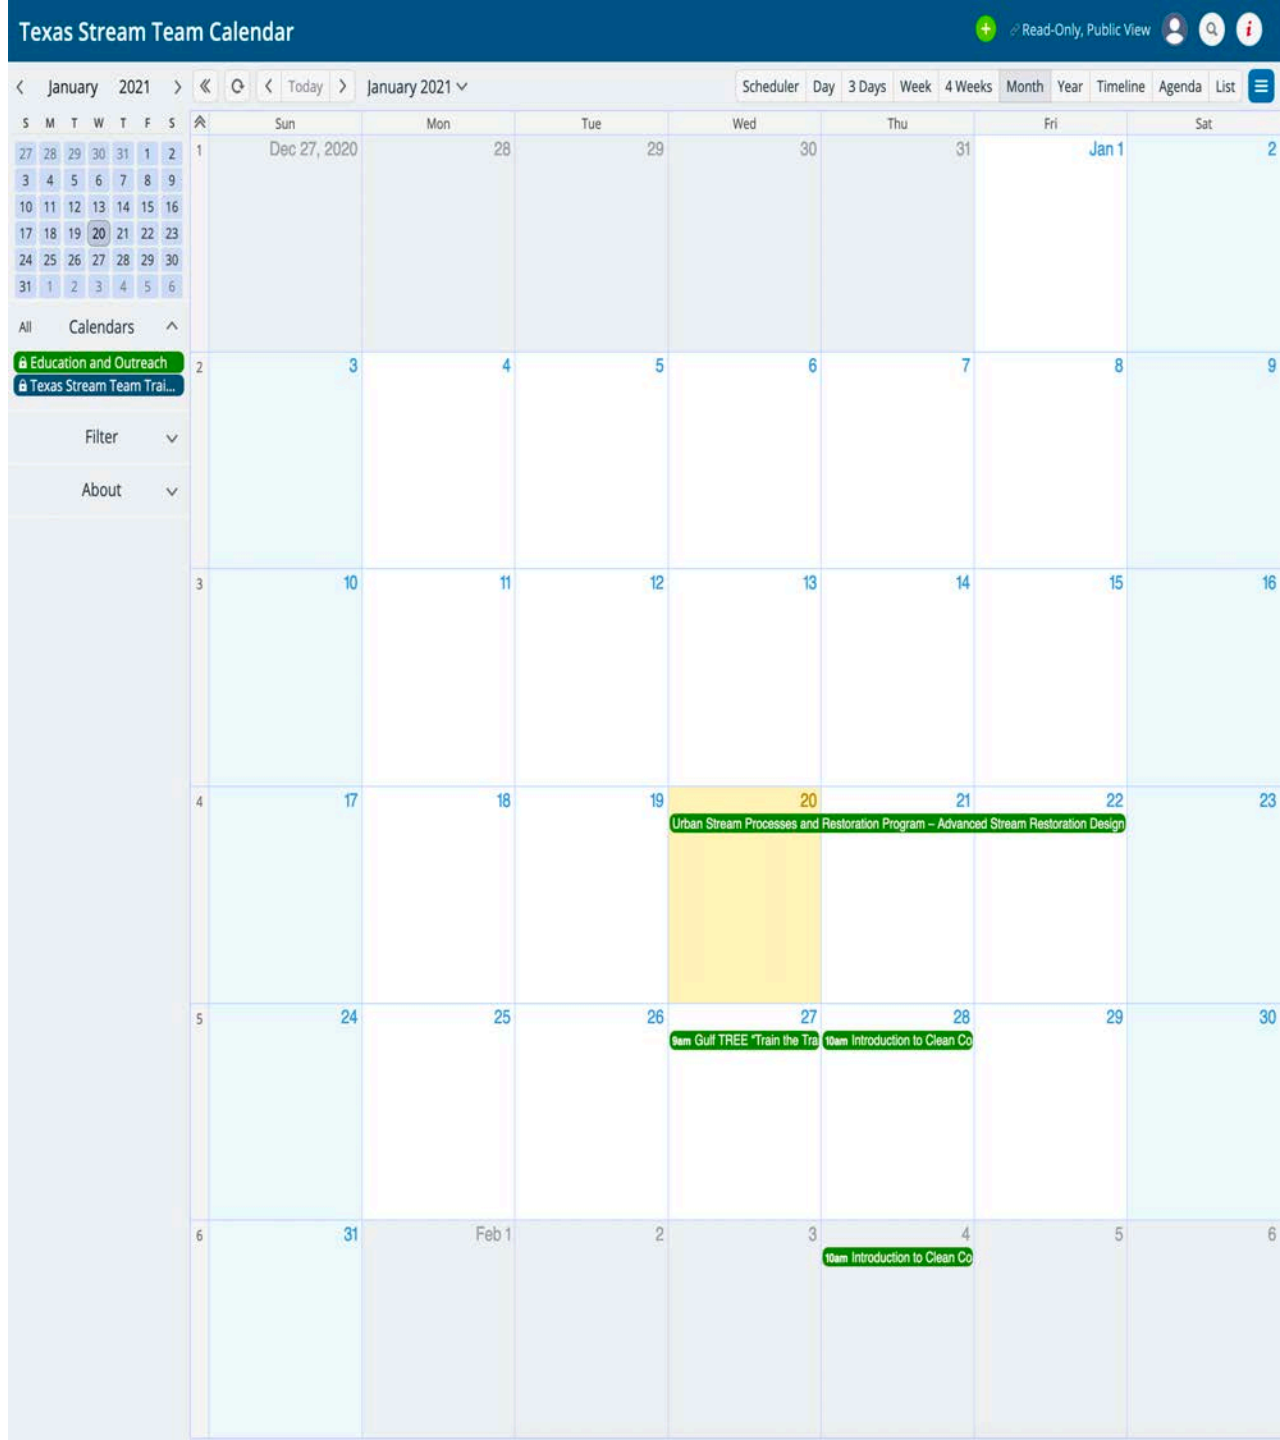 Texas Stream Team Calendar
Read-Only, Public View
January 2021
Today
January 2021
Scheduler Day 3 Days Week 4 Weeks Month Year Timeline Agenda List
S M T W T F S
Sun Mon Tue Wed Thu Fri Sat
27 28 29 30 31 1 2
3 4 5 6 7 8 9
10 11 12 13 14 15 16
17 18 19 20 21 22 23
24 25 26 27 28 29 30
31 1 2 3 4 5 6
All Calendars
Education and Outreach
Texas Stream Team Trai...
Filter
About
1 Dec 27, 2020 28 29 30 31 Jan 1 2
2 3 4 5 6 7 8 9
3 10 11 12 13 14 15 16
4 17 18 19 20 21 22 23
Urban Stream Processes and Restoration Program – Advanced Stream Restoration Design
5 24 25 26 27 28 29 30
9am Gulf TREE "Train the Tra 10am Introduction to Clean Co
6 31 Feb 1 2 3 4 5 6
10am Introduction to Clean Co